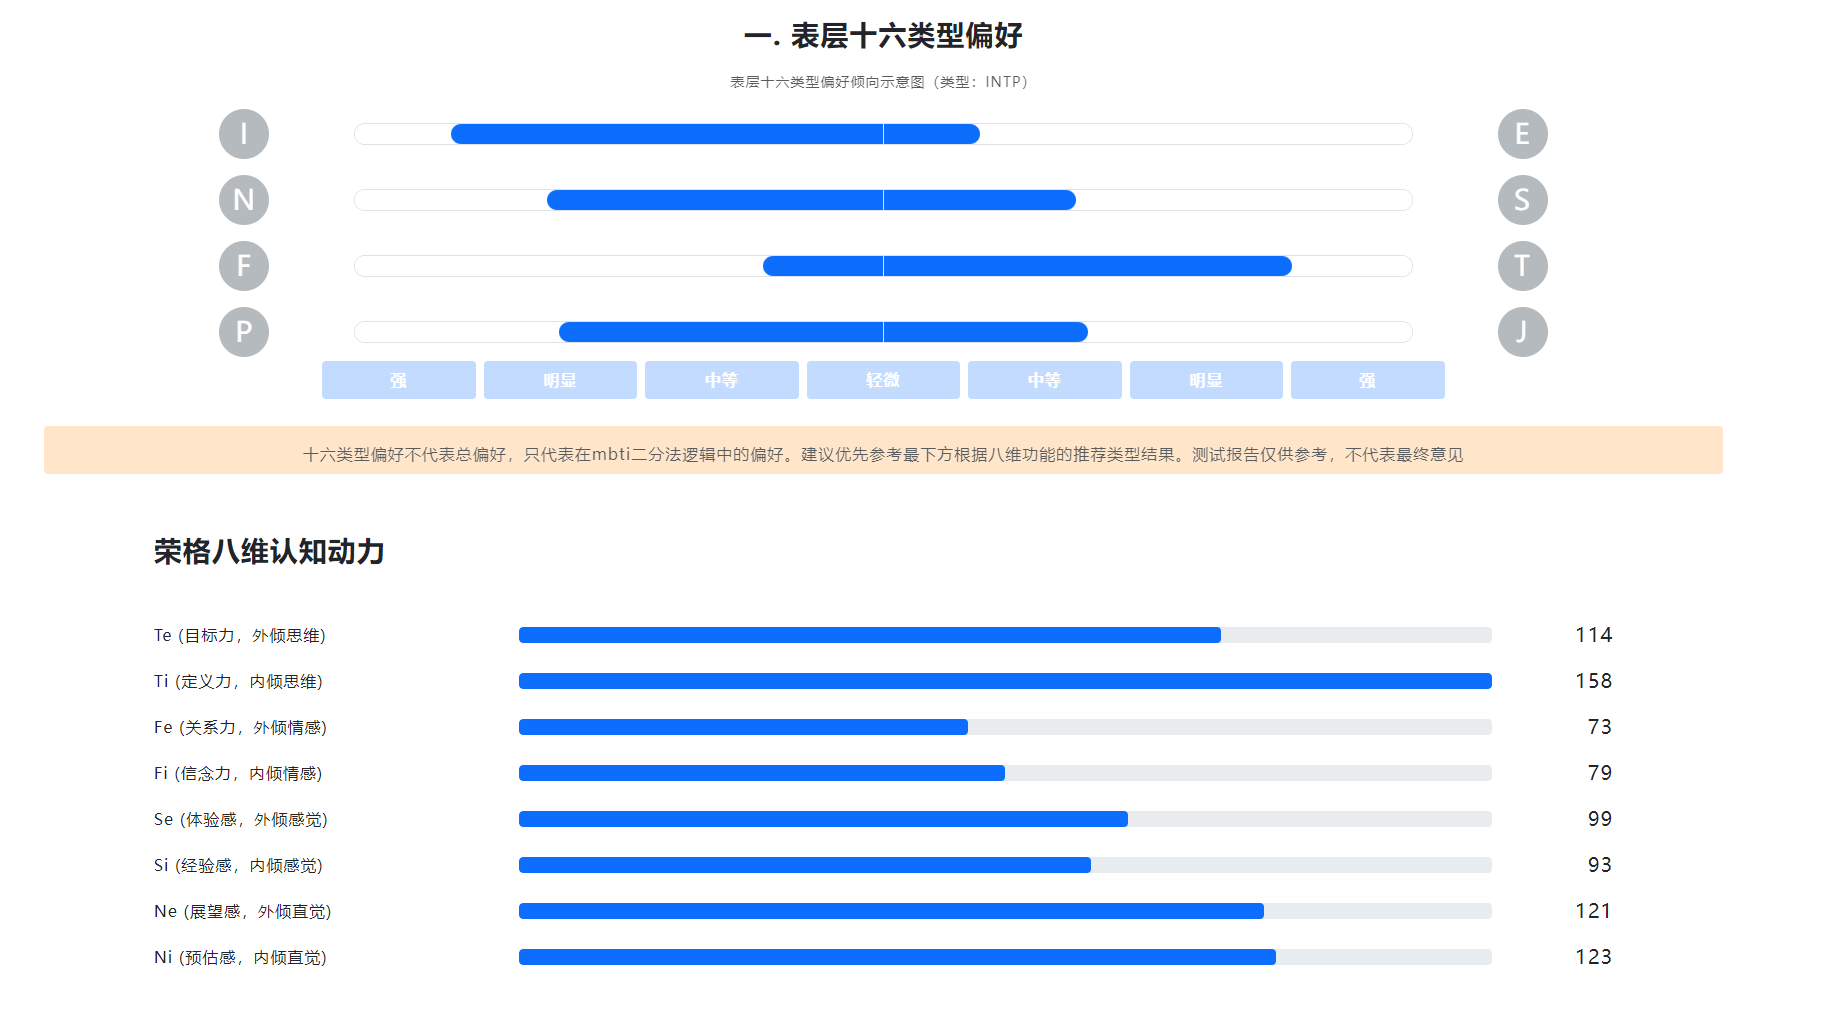 一. 表层十六类型偏好
表层十六类型偏好倾向示意图（类型：INTP）
I E
N S
F T
P J
强 明显 中等 轻微 中等 明显 强
十六类型偏好不代表总偏好，只代表在mbti二分法逻辑中的偏好。建议优先参考最下方根据八维功能的推荐类型结果。测试报告仅供参考，不代表最终意见
荣格八维认知动力
Te (目标力，外倾思维) 114
Ti (定义力，内倾思维) 158
Fe (关系力，外倾情感) 73
Fi (信念力，内倾情感) 79
Se (体验感，外倾感觉) 99
Si (经验感，内倾感觉) 93
Ne (展望感，外倾直觉) 121
Ni (预估感，内倾直觉) 123